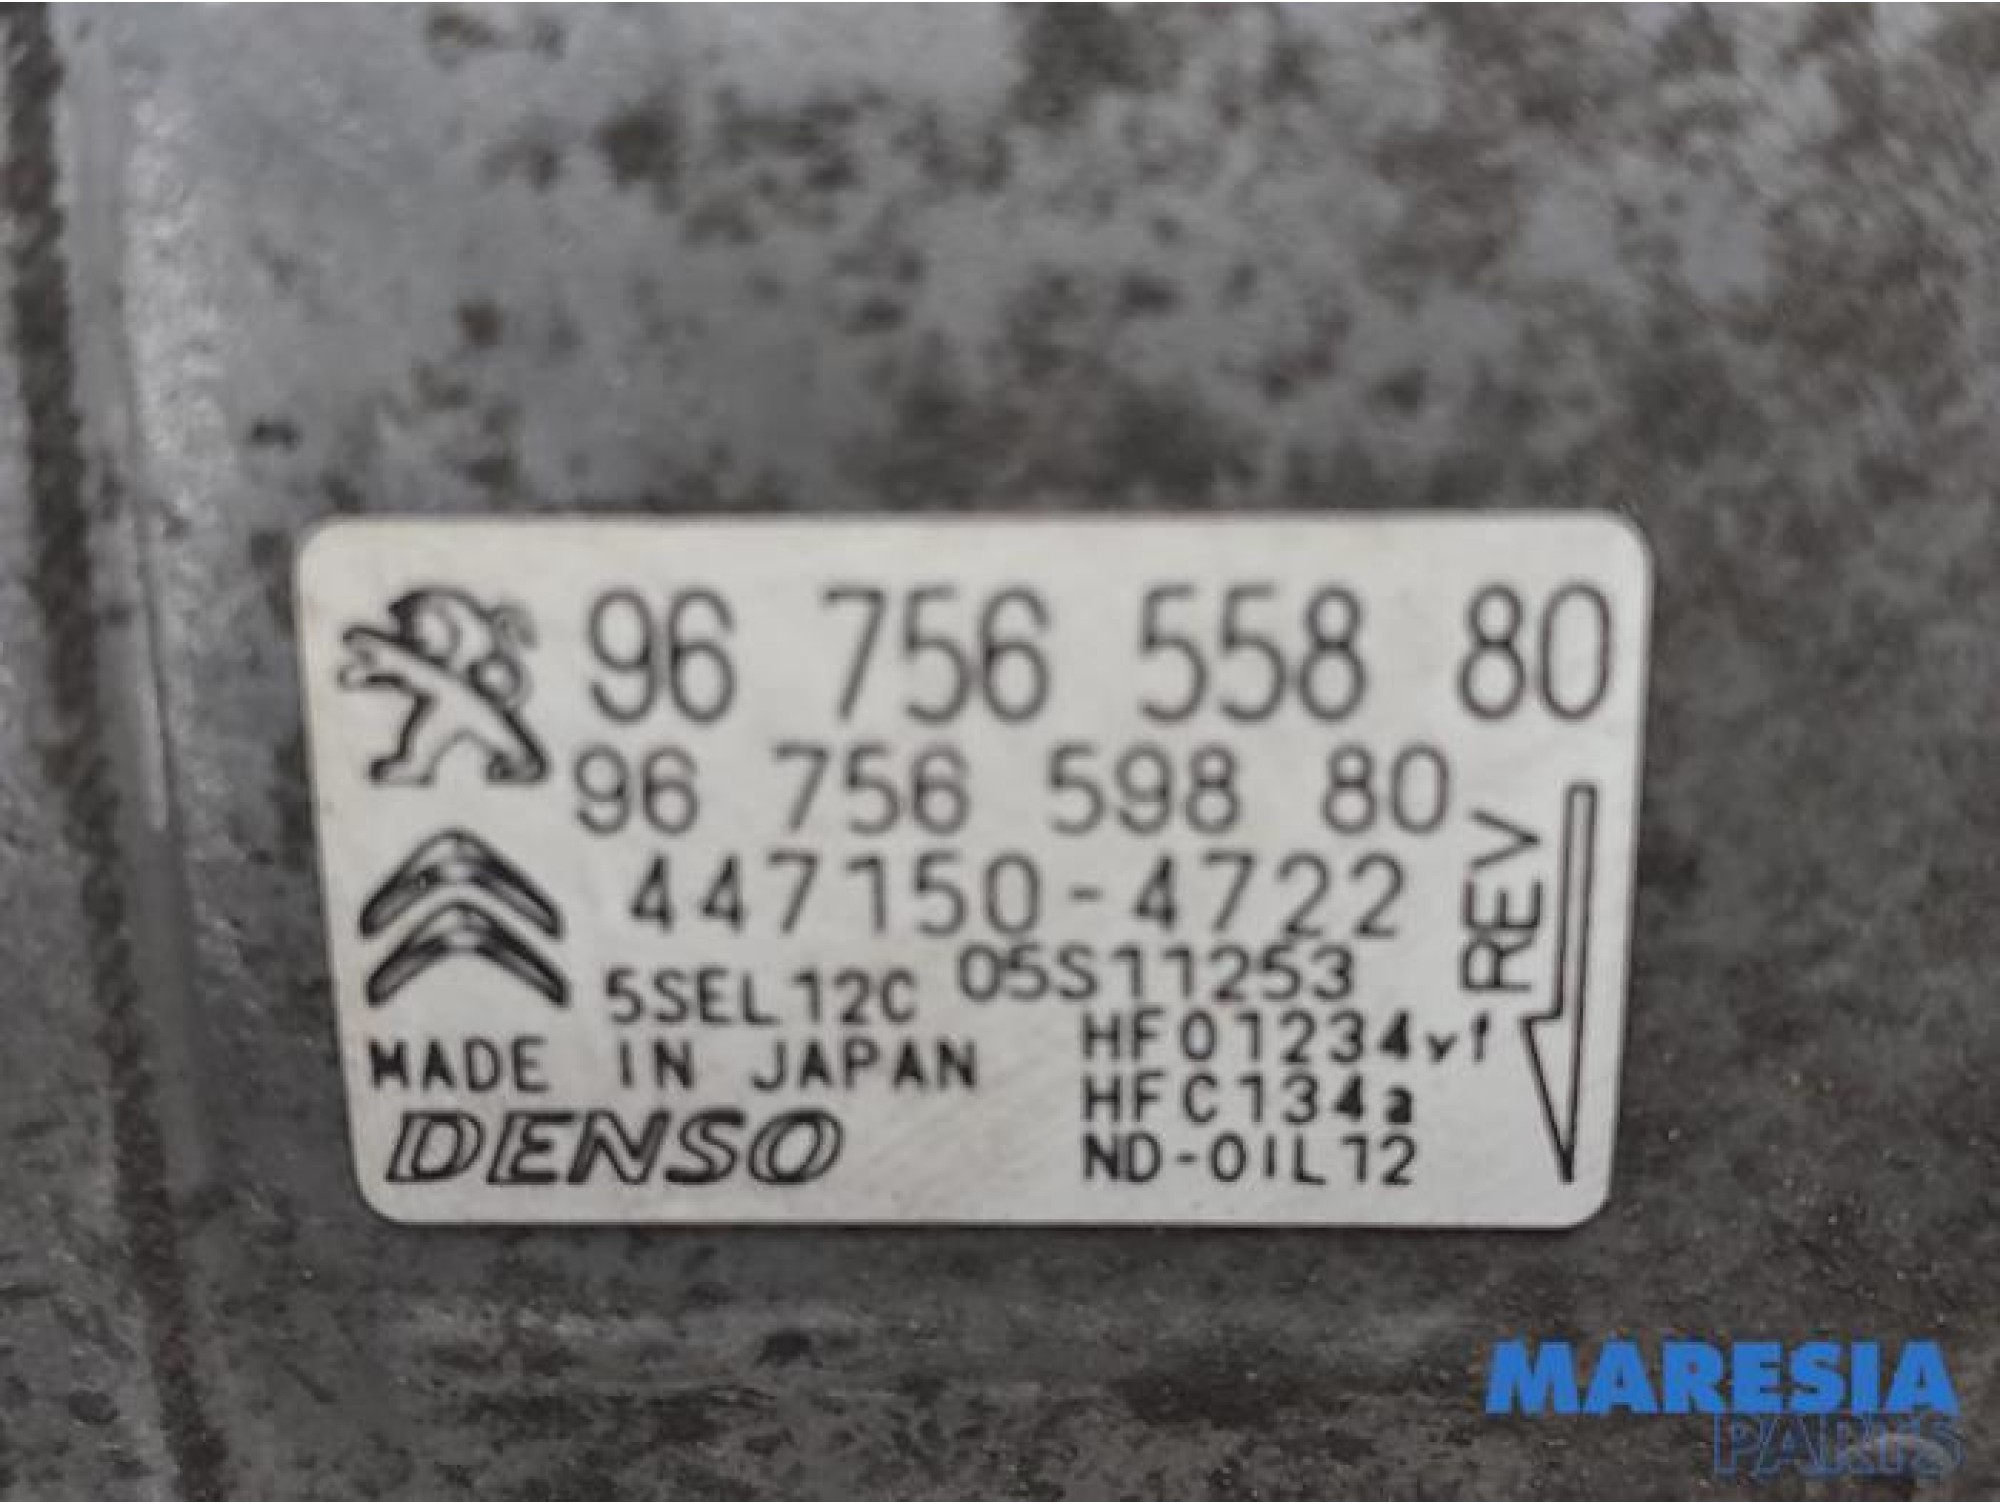 96 756 558 80
96 756 598 80
447150-4722
5SEL12C 05S11253
REV
HF01234yf
MADE IN JAPAN
HFC134a
DENSO
ND-OIL12
MARESIA
PARTS